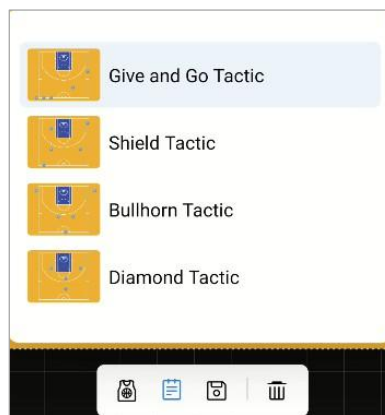 Give and Go Tactic
Shield Tactic
Bullhorn Tactic
Diamond Tactic